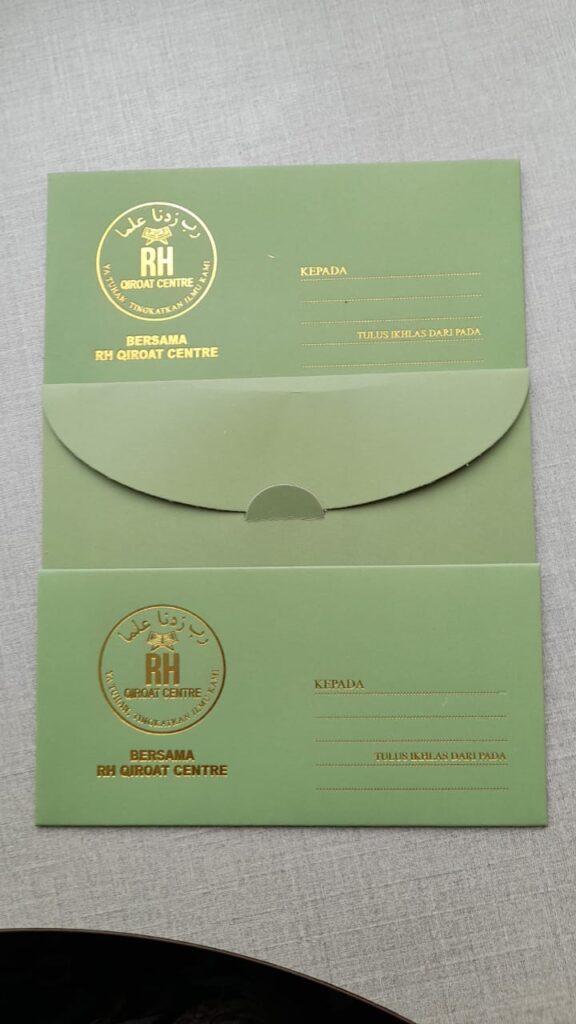 رب زدنا علما
RH
QIROAT CENTRE
YA TUHAN, TINGKATKAN ILMU KAMI
BERSAMA
RH QIROAT CENTRE
KEPADA
TULUS IKHLAS DARI PADA
رب زدنا علما
RH
QIROAT CENTRE
YA TUHAN, TINGKATKAN ILMU KAMI
BERSAMA
RH QIROAT CENTRE
KEPADA
TULUS IKHLAS DARI PADA